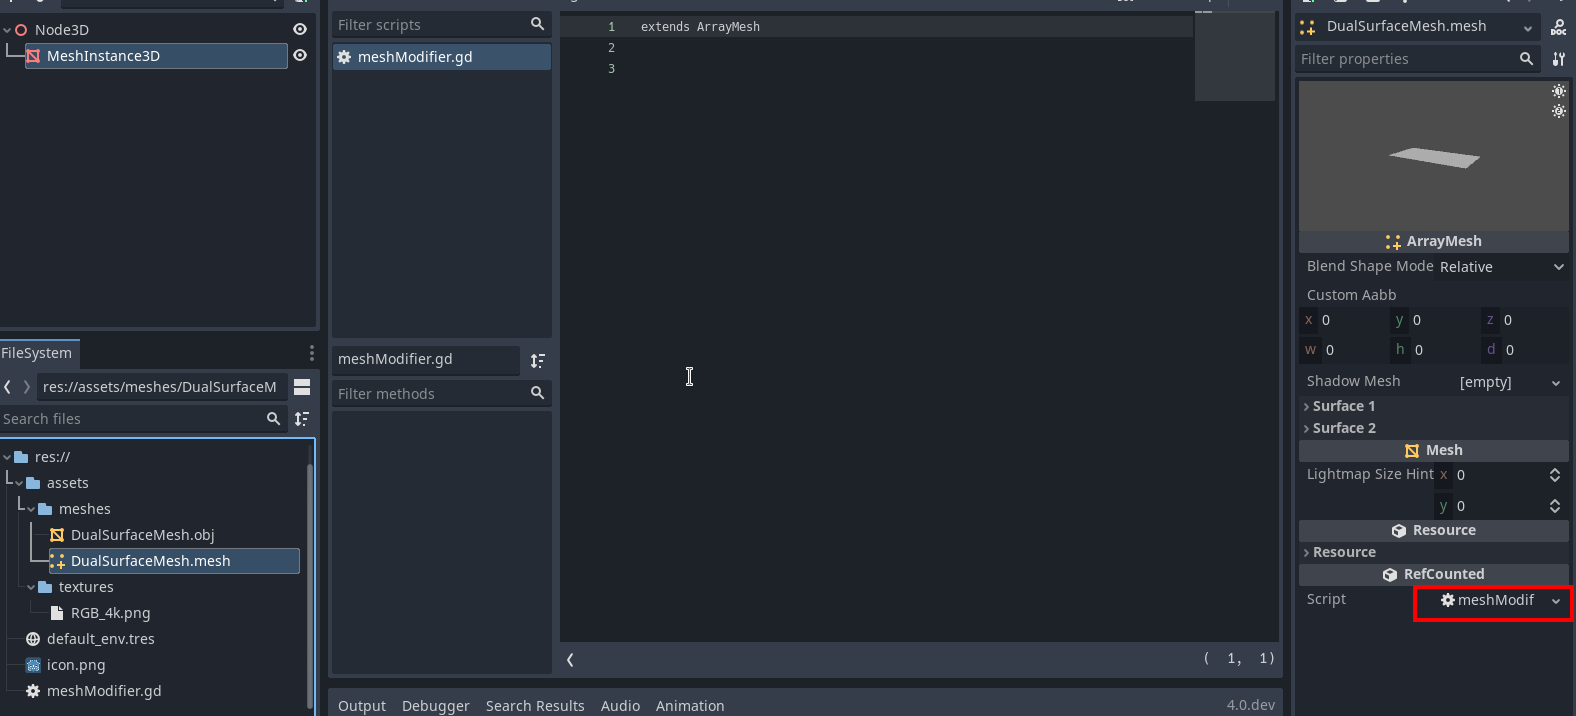 Node3D
MeshInstance3D
FileSystem
res://assets/meshes/DualSurfaceM
Search files
res://
assets
meshes
DualSurfaceMesh.obj
DualSurfaceMesh.mesh
textures
RGB_4k.png
default_env.tres
icon.png
meshModifier.gd
Filter scripts
meshModifier.gd
meshModifier.gd
Filter methods
1 extends ArrayMesh
2
3
( 1, 1)
Output Debugger Search Results Audio Animation 4.0.dev
DualSurfaceMesh.mesh
DOC
Filter properties
ArrayMesh
Blend Shape Mode Relative
Custom Aabb
x 0 y 0 z 0
w 0 h 0 d 0
Shadow Mesh [empty]
Surface 1
Surface 2
Mesh
Lightmap Size Hint x 0
y 0
Resource
Resource
RefCounted
Script meshModif